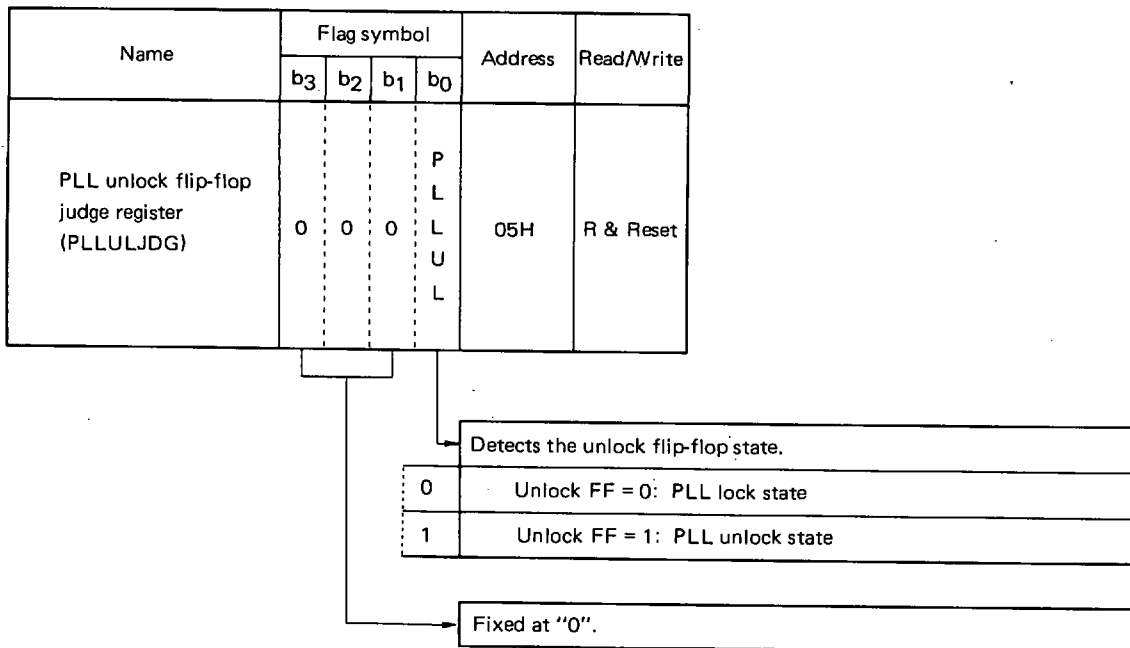 Name
Flag symbol
Address
Read/Write
b3 b2 b1 b0
PLL unlock flip-flop
judge register
(PLLULJDG)
0 0 0
P
L
L
U
L
05H
R & Reset
Detects the unlock flip-flop state.
0 Unlock FF = 0: PLL lock state
1 Unlock FF = 1: PLL unlock state
Fixed at "0".